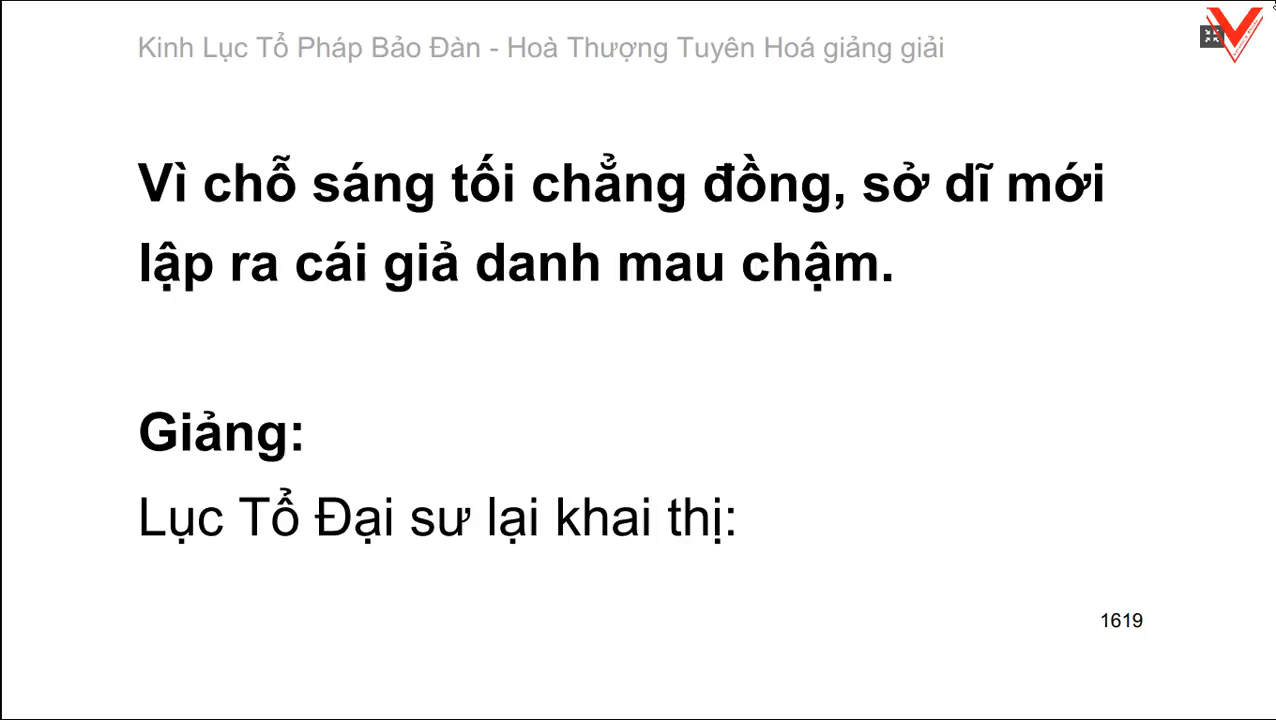 Kinh Lục Tổ Pháp Bảo Đàn - Hoà Thượng Tuyên Hoá giảng giải
Vì chỗ sáng tối chẳng đồng, sở dĩ mới
lập ra cái giả danh mau chậm.
Giảng:
Lục Tổ Đại sư lại khai thị:
1619